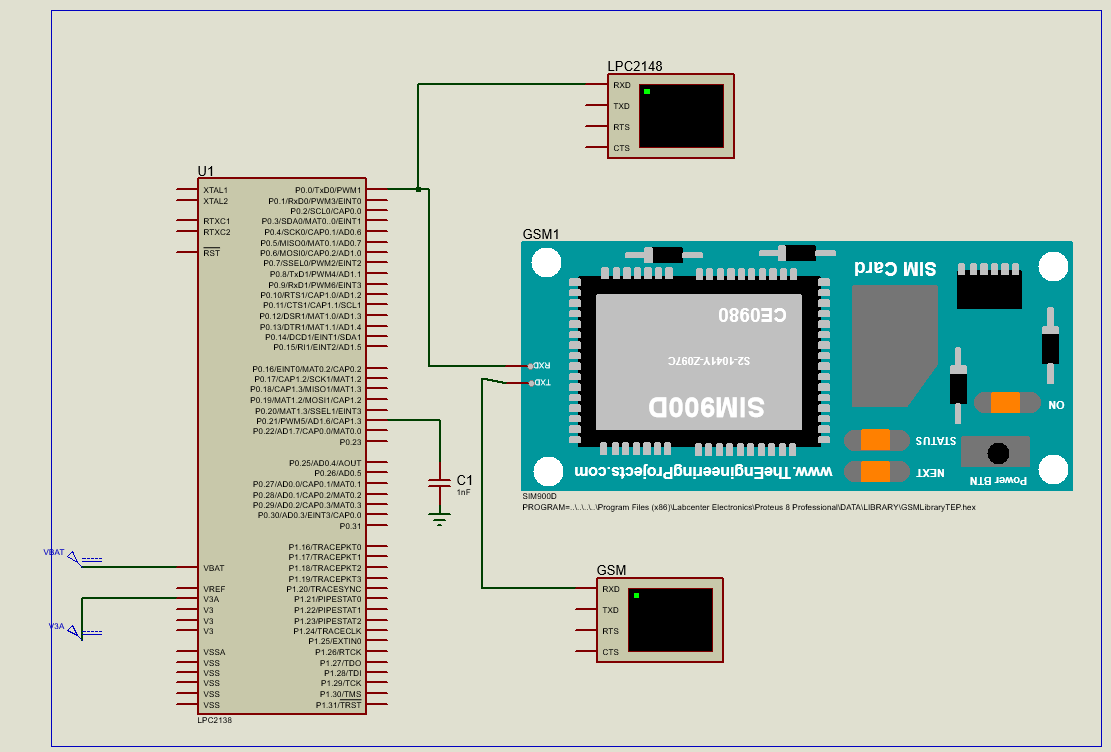 LPC2148
RXD
TXD
RTS
CTS
U1
XTAL1
XTAL2
RTXC1
RTXC2
RST
P0.0/TxD0/PWM1
P0.1/RxD0/PWM3/EINT0
P0.2/SCL0/CAP0.0
P0.3/SDA0/MAT0..0/EINT1
P0.4/SCK0/CAP0.1/AD0.6
P0.5/MISO0/MAT0.1/AD0.7
P0.6/MOSI0/CAP0.2/AD1.0
P0.7/SSEL0/PWM2/EINT2
P0.8/TxD1/PWM4/AD1.1
P0.9/RxD1/PWM6/EINT3
P0.10/RTS1/CAP1.0/AD1.2
P0.11/CTS1/CAP1.1/SCL1
P0.12/DSR1/MAT1.0/AD1.3
P0.13/DTR1/MAT1.1/AD1.4
P0.14/DCD1/EINT1/SDA1
P0.15/RI1/EINT2/AD1.5
P0.16/EINT0/MAT0.2/CAP0.2
P0.17/CAP1.2/SCK1/MAT1.2
P0.18/CAP1.3/MISO1/MAT1.3
P0.19/MAT1.2/MOSI1/CAP1.2
P0.20/MAT1.3/SSEL1/EINT3
P0.21/PWM5/AD1.6/CAP1.3
P0.22/AD1.7/CAP0.0/MAT0.0
P0.23
P0.25/AD0.4/AOUT
P0.26/AD0.5
P0.27/AD0.0/CAP0.1/MAT0.1
P0.28/AD0.1/CAP0.2/MAT0.2
P0.29/AD0.2/CAP0.3/MAT0.3
P0.30/AD0.3/EINT3/CAP0.0
P0.31
P1.16/TRACEPKT0
P1.17/TRACEPKT1
P1.18/TRACEPKT2
P1.19/TRACEPKT3
P1.20/TRACESYNC
P1.21/PIPESTAT0
P1.22/PIPESTAT1
P1.23/PIPESTAT2
P1.24/TRACECLK
P1.25/EXTIN0
P1.26/RTCK
P1.27/TDO
P1.28/TDI
P1.29/TCK
P1.30/TMS
P1.31/TRST
VBAT
VBAT
VREF
V3A
V3A
V3
V3
V3
VSSA
VSS
VSS
VSS
VSS
VSS
LPC2138
C1
1nF
GSM1
SIM Card
CE0980
S2-1041Y-Z097C
SIM900D
RXD
TXD
ON
STATUS
NEXT
Power BTN
www.TheEngineeringProjects.com
SIM900D
PROGRAM=..\..\..\..\Program Files (x86)\Labcenter Electronics\Proteus 8 Professional\DATA\LIBRARY\GSMLibraryTEP.hex
GSM
RXD
TXD
RTS
CTS